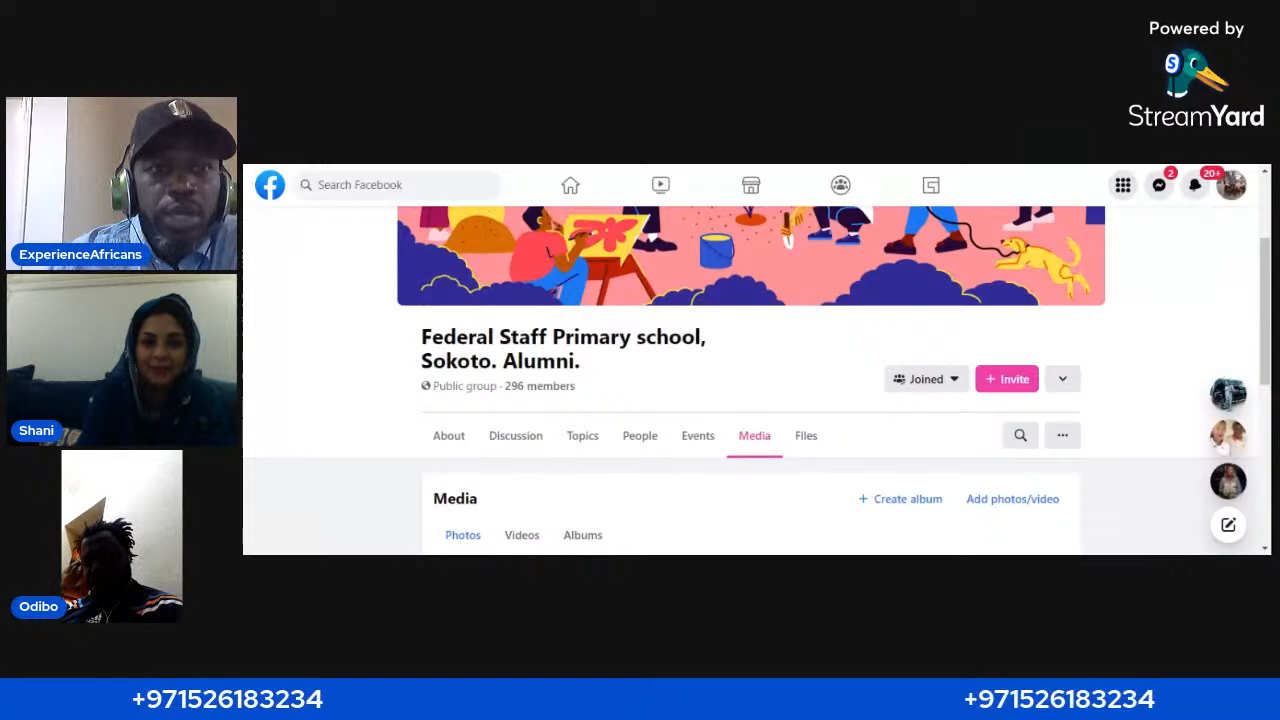 Powered by
StreamYard
ExperienceAfricans
Shani
Odibo
Search Facebook
2
20+
Federal Staff Primary school,
Sokoto. Alumni.
Public group · 296 members
Joined
+ Invite
About Discussion Topics People Events Media Files
Media
+ Create album Add photos/video
Photos Videos Albums
+971526183234 +971526183234